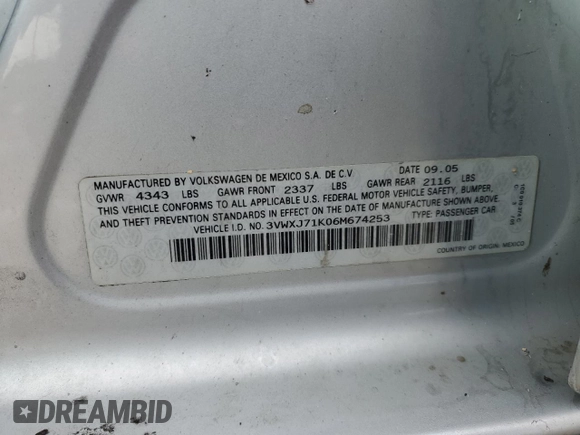 MANUFACTURED BY VOLKSWAGEN DE MEXICO S.A. DE C.V DATE 09.05
GVWR 4343 LBS GAWR FRONT 2337 LBS GAWR REAR 2116 LBS
THIS VEHICLE CONFORMS TO ALL APPLICABLE U.S. FEDERAL MOTOR VEHICLE SAFETY, BUMPER,
AND THEFT PREVENTION STANDARDS IN EFFECT ON THE DATE OF MANUFACTURE SHOWN ABOVE.
VEHICLE I.D. NO. 3VWXJ71K06M674253 TYPE: PASSENGER CAR.
COUNTRY OF ORIGIN: MEXICO
DREAMBID